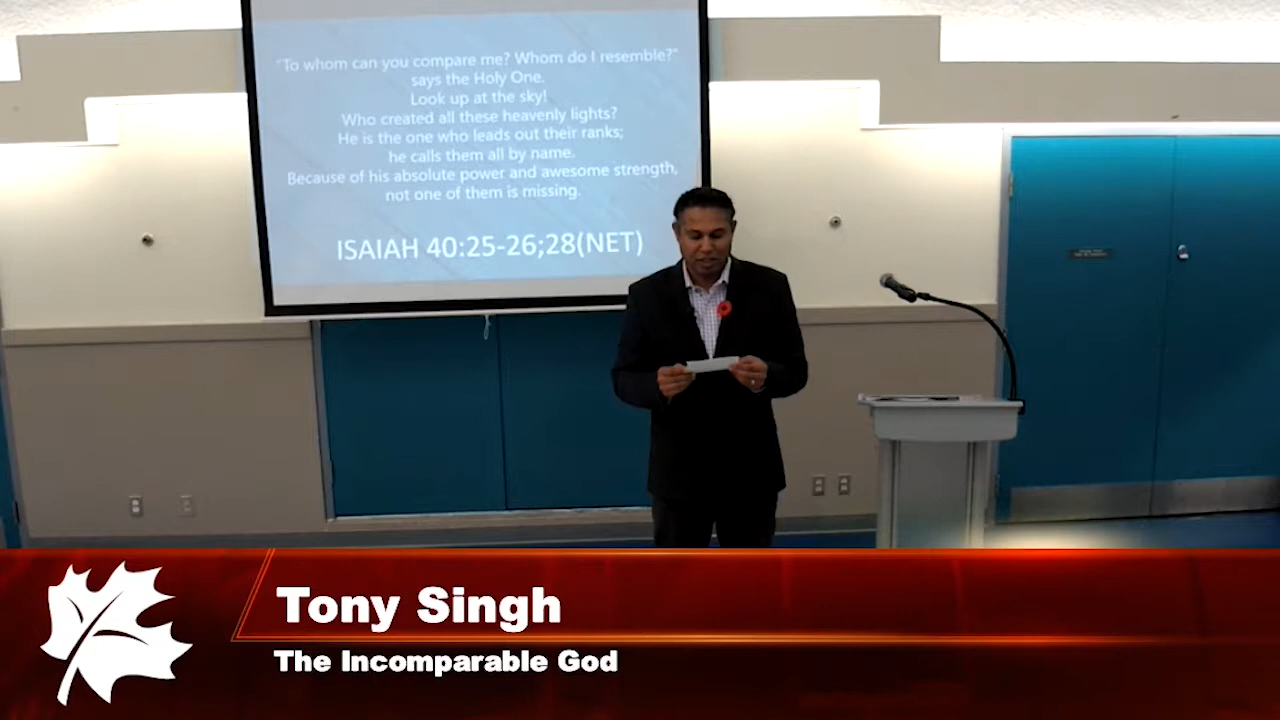 "To whom can you compare me? Whom do I resemble?"
says the Holy One.
Look up at the sky!
Who created all these heavenly lights?
He is the one who leads out their ranks;
he calls them all by name.
Because of his absolute power and awesome strength,
not one of them is missing.
ISAIAH 40:25-26;28(NET)
Tony Singh
The Incomparable God